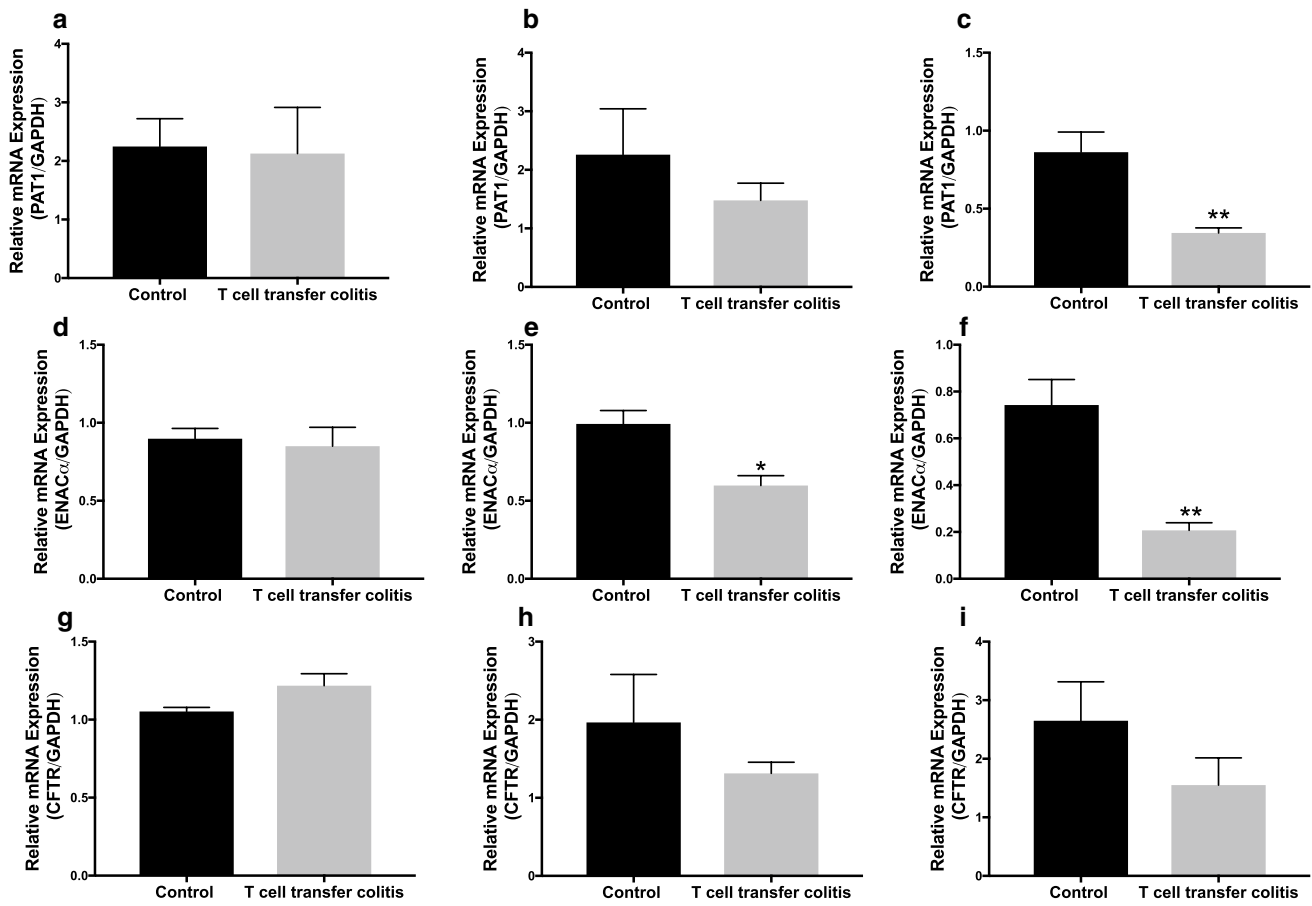 a
Relative mRNA Expression
(PAT1/GAPDH)
4
3
2
1
0
Control
T cell transfer colitis
b
Relative mRNA Expression
(PAT1/GAPDH)
4
3
2
1
0
Control
T cell transfer colitis
c
Relative mRNA Expression
(PAT1/GAPDH)
1.5
1.0
0.5
0.0
**
Control
T cell transfer colitis
d
Relative mRNA Expression
(ENACα/GAPDH)
1.5
1.0
0.5
0.0
Control
T cell transfer colitis
e
Relative mRNA Expression
(ENACα/GAPDH)
1.5
1.0
0.5
0.0
*
Control
T cell transfer colitis
f
Relative mRNA Expression
(ENACα/GAPDH)
1.0
0.8
0.6
0.4
0.2
0.0
**
Control
T cell transfer colitis
g
Relative mRNA Expression
(CFTR/GAPDH)
1.5
1.0
0.5
0.0
Control
T cell transfer colitis
h
Relative mRNA Expression
(CFTR/GAPDH)
3
2
1
0
Control
T cell transfer colitis
i
Relative mRNA Expression
(CFTR/GAPDH)
4
3
2
1
0
Control
T cell transfer colitis